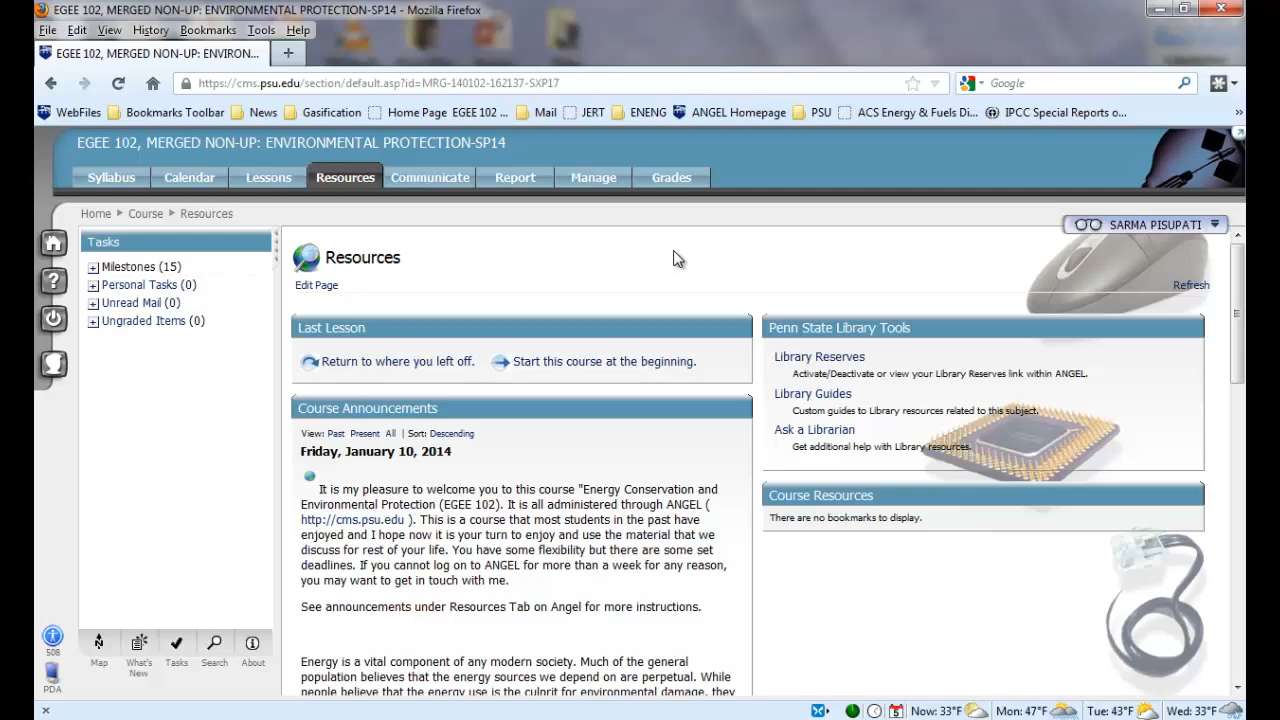 EGEE 102, MERGED NON-UP: ENVIRONMENTAL PROTECTION-SP14 - Mozilla Firefox
File Edit View History Bookmarks Tools Help
EGEE 102, MERGED NON-UP: ENVIRON...
https://cms.psu.edu/section/default.asp?id=MRG-140102-162137-SXP17
Google
WebFiles Bookmarks Toolbar News Gasification Home Page EGEE 102 ... Mail JERT ENENG ANGEL Homepage PSU ACS Energy & Fuels Di... IPCC Special Reports o... »
EGEE 102, MERGED NON-UP: ENVIRONMENTAL PROTECTION-SP14
Syllabus Calendar Lessons Resources Communicate Report Manage Grades
Home Course Resources
SARMA PISUPATI
Tasks
Milestones (15)
Personal Tasks (0)
Unread Mail (0)
Ungraded Items (0)
Resources
Edit Page
Refresh
Last Lesson
Return to where you left off. Start this course at the beginning.
Course Announcements
View: Past Present All | Sort: Descending
Friday, January 10, 2014
It is my pleasure to welcome you to this course "Energy Conservation and
Environmental Protection (EGEE 102). It is all administered through ANGEL (
http://cms.psu.edu ). This is a course that most students in the past have
enjoyed and I hope now it is your turn to enjoy and use the material that we
discuss for rest of your life. You have some flexibility but there are some set
deadlines. If you cannot log on to ANGEL for more than a week for any reason,
you may want to get in touch with me.
See announcements under Resources Tab on Angel for more instructions.
Energy is a vital component of any modern society. Much of the general
population believes that the energy sources we depend on are perpetual. While
people believe that the energy use is the culprit for environmental damage, they
Penn State Library Tools
Library Reserves
Activate/Deactivate or view your Library Reserves link within ANGEL.
Library Guides
Custom guides to Library resources related to this subject.
Ask a Librarian
Get additional help with Library resources.
Course Resources
There are no bookmarks to display.
508
PDA
Map What's New Tasks Search About
Now: 33°F Mon: 47°F Tue: 43°F Wed: 33°F